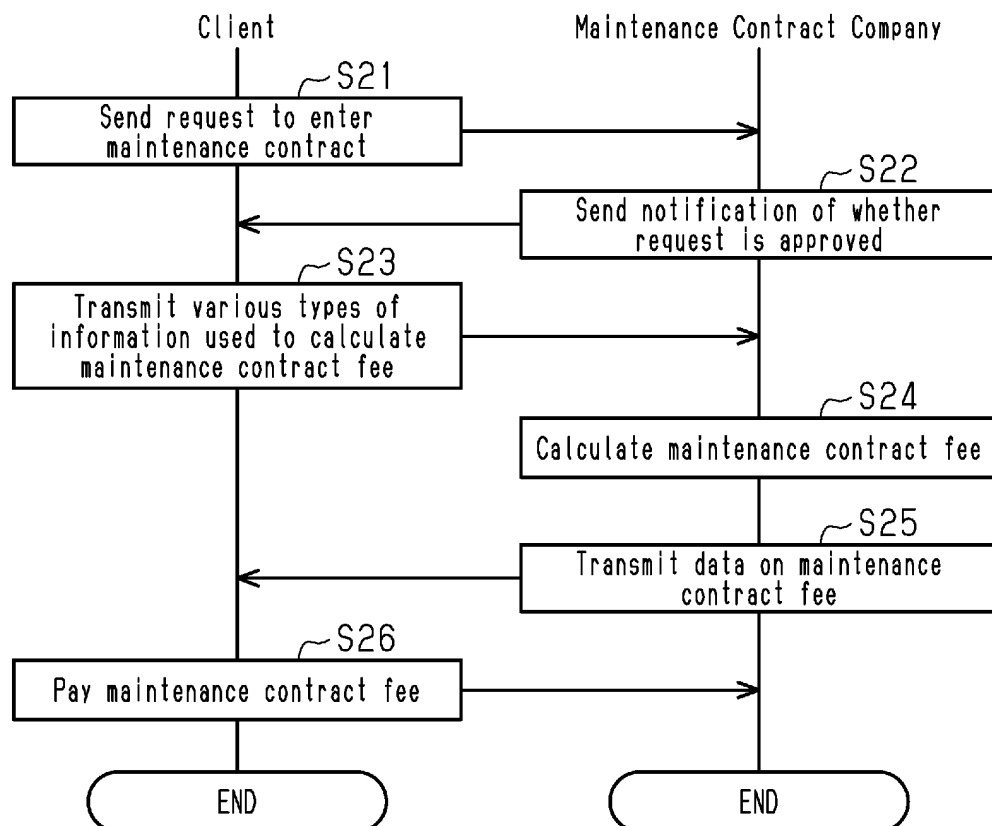 Client
Maintenance Contract Company
S21
Send request to enter
maintenance contract
S22
Send notification of whether
request is approved
S23
Transmit various types of
information used to calculate
maintenance contract fee
S24
Calculate maintenance contract fee
S25
Transmit data on maintenance
contract fee
S26
Pay maintenance contract fee
END
END